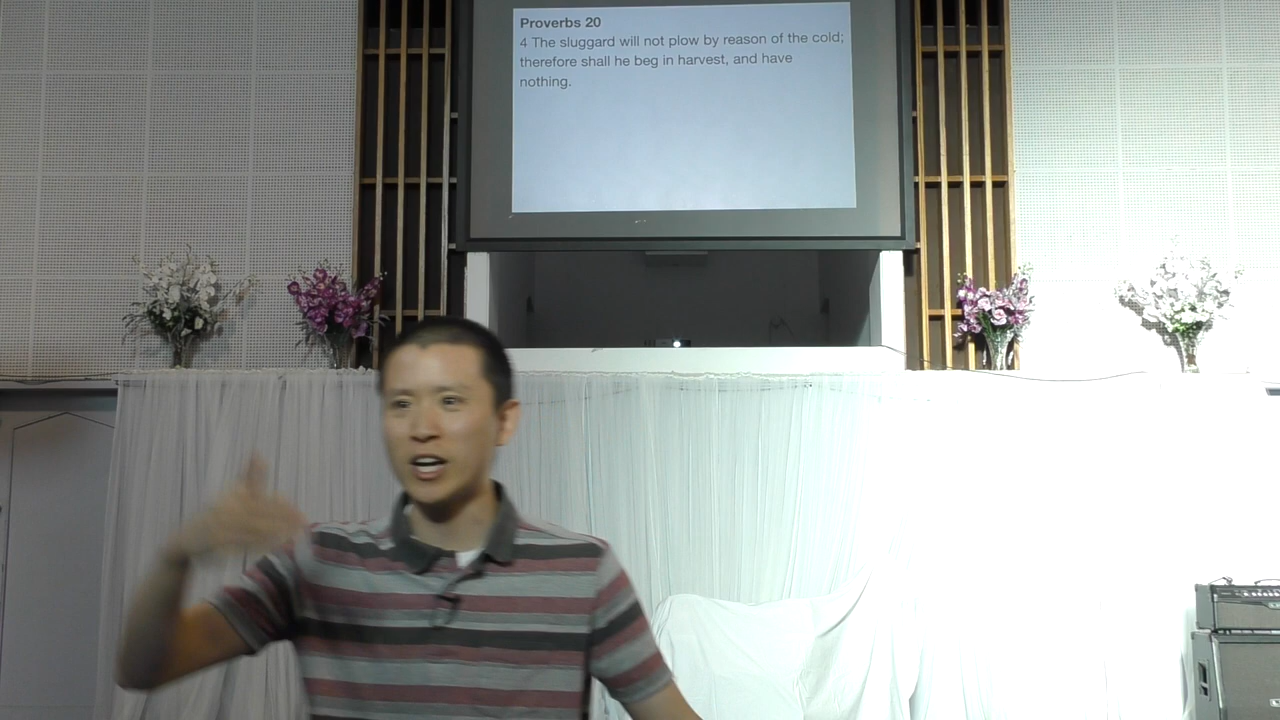 Proverbs 20
4 The sluggard will not plow by reason of the cold;
therefore shall he beg in harvest, and have
nothing.